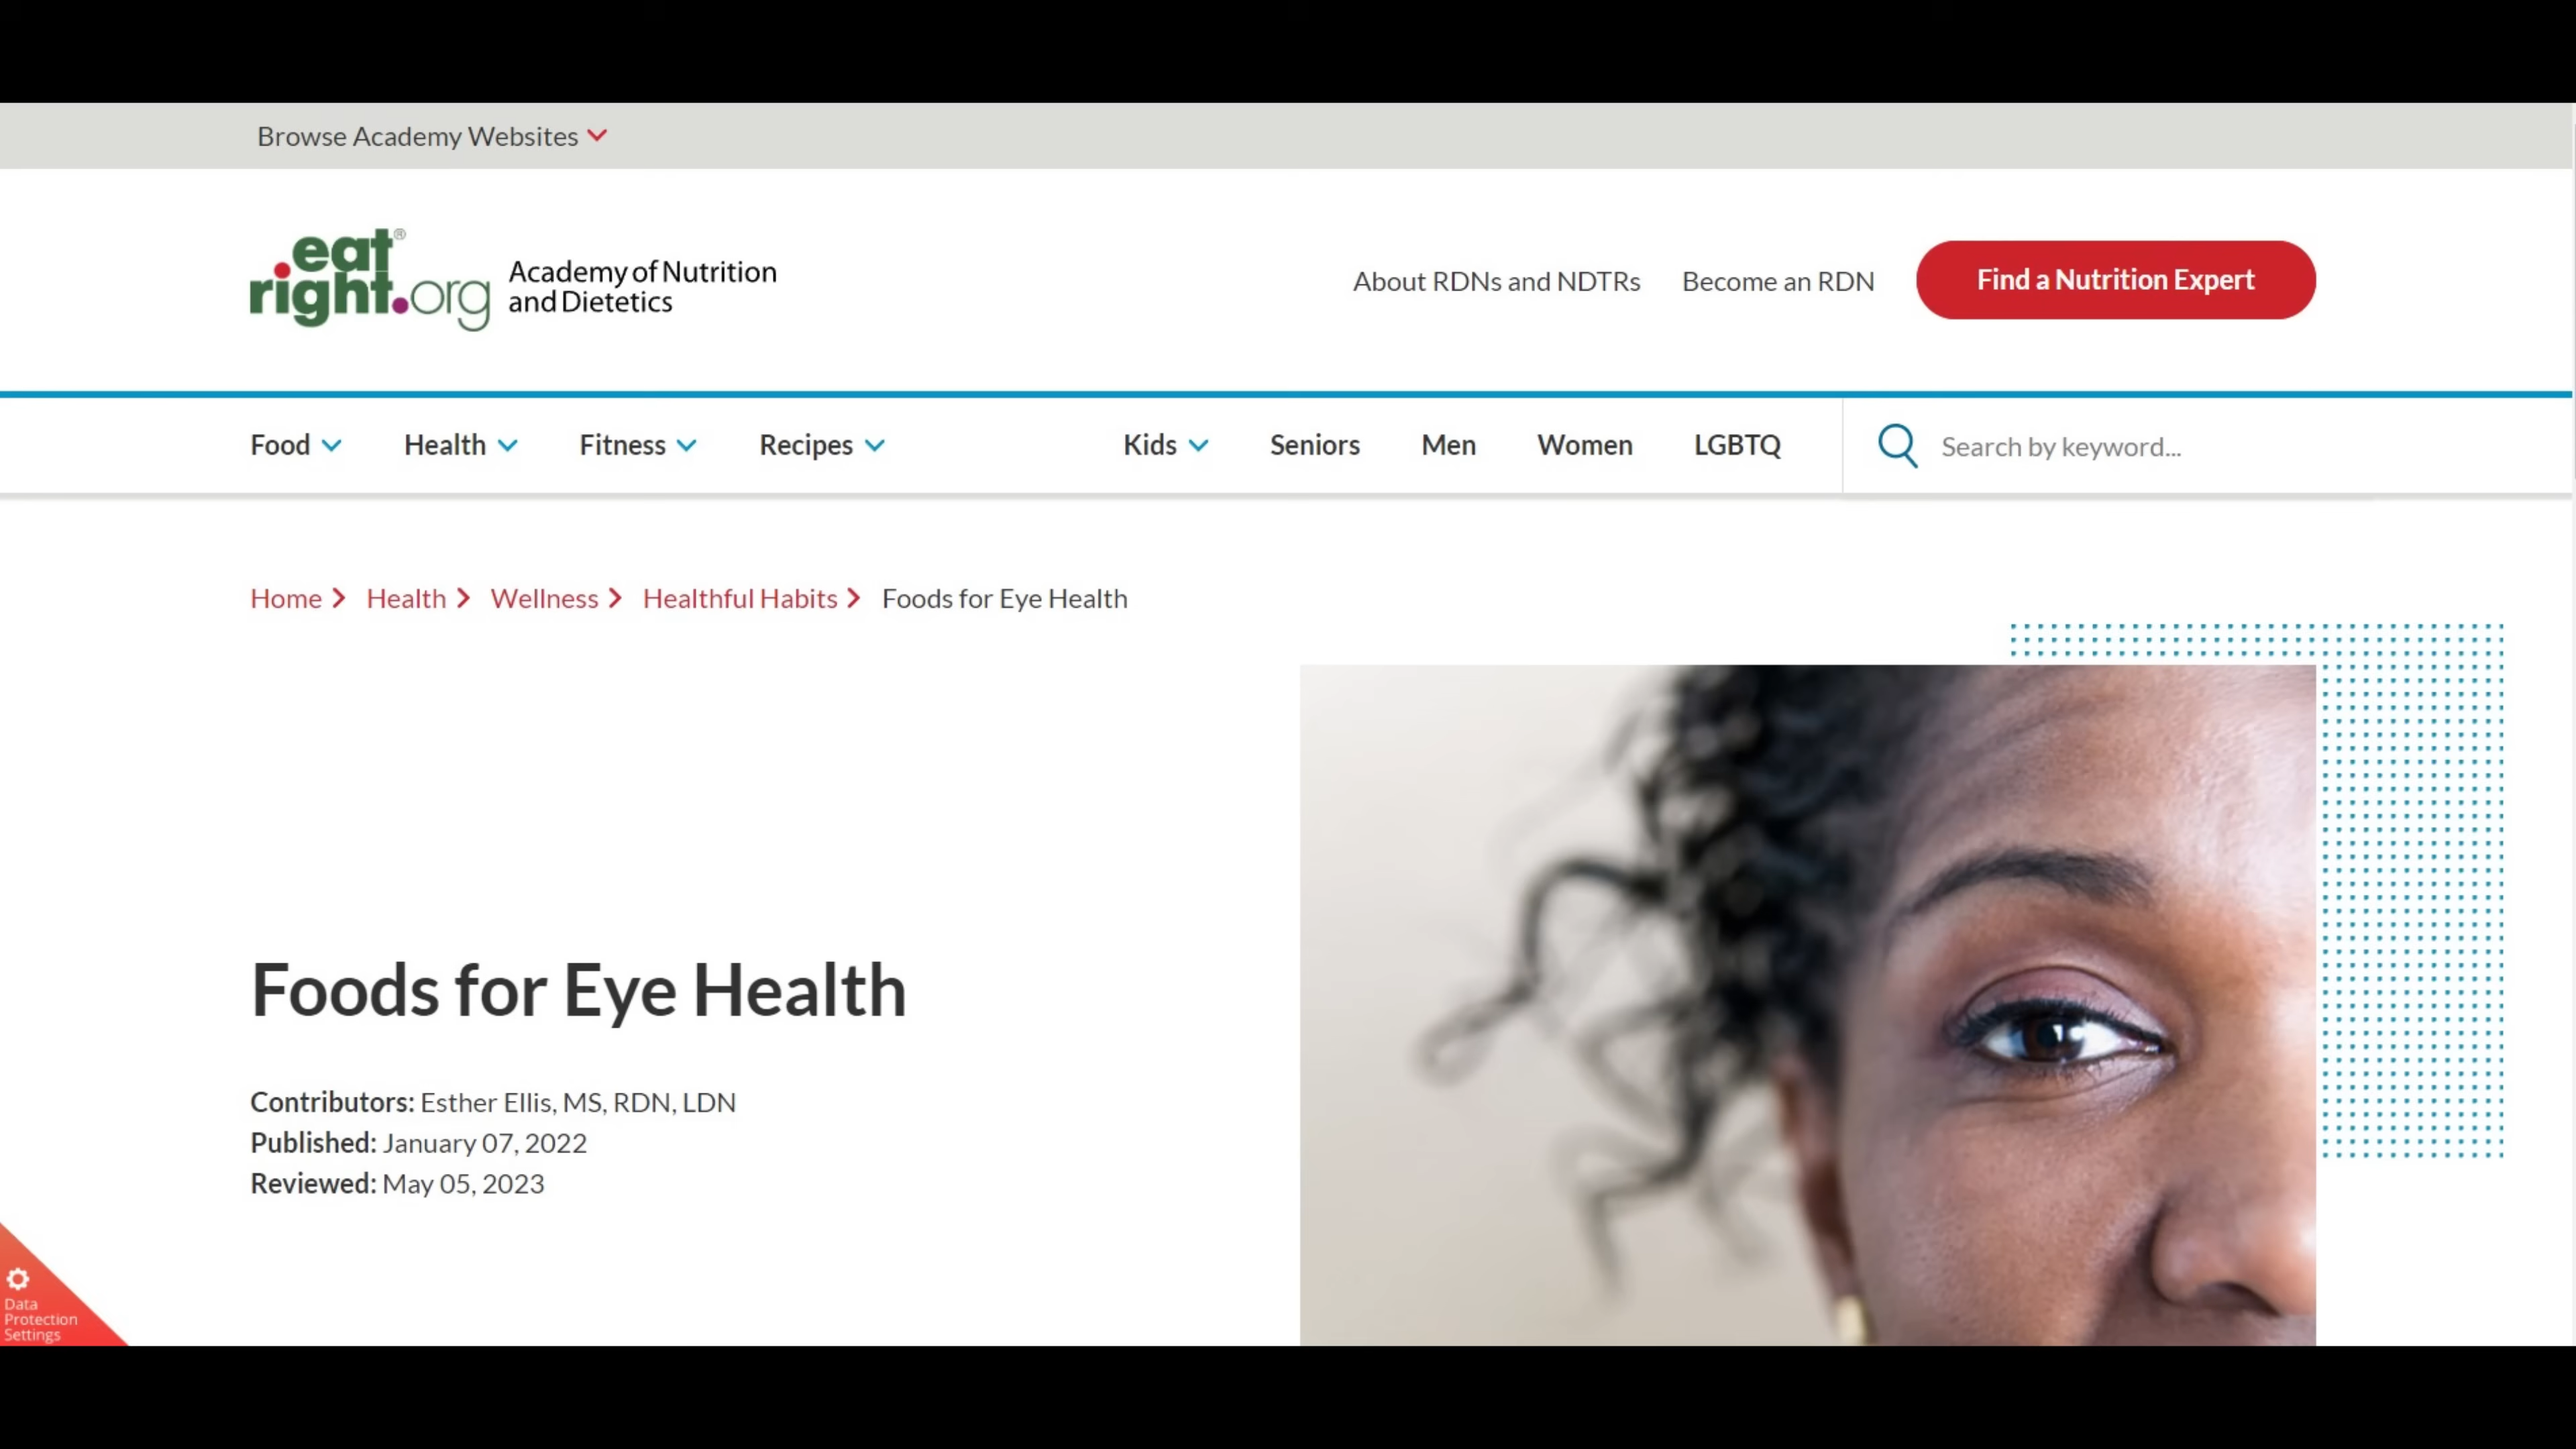 Browse Academy Websites
eat®
right.org
Academy of Nutrition
and Dietetics
About RDNs and NDTRs
Become an RDN
Find a Nutrition Expert
Food
Health
Fitness
Recipes
Kids
Seniors
Men
Women
LGBTQ
Search by keyword...
Home
Health
Wellness
Healthful Habits
Foods for Eye Health
Foods for Eye Health
Contributors: Esther Ellis, MS, RDN, LDN
Published: January 07, 2022
Reviewed: May 05, 2023
Data
Protection
Settings